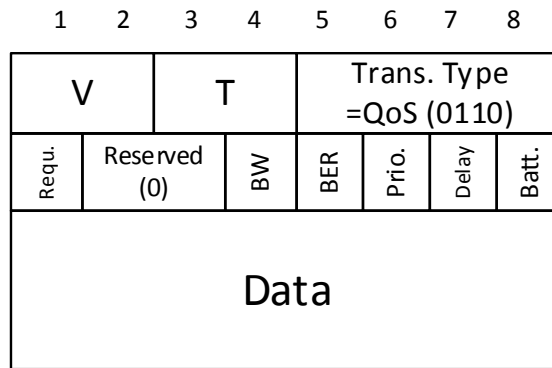 1 2 3 4 5 6 7 8
V T Trans. Type
=QoS (0110)
Requ. Reserved
(0) BW BER Prio. Delay Batt.
Data